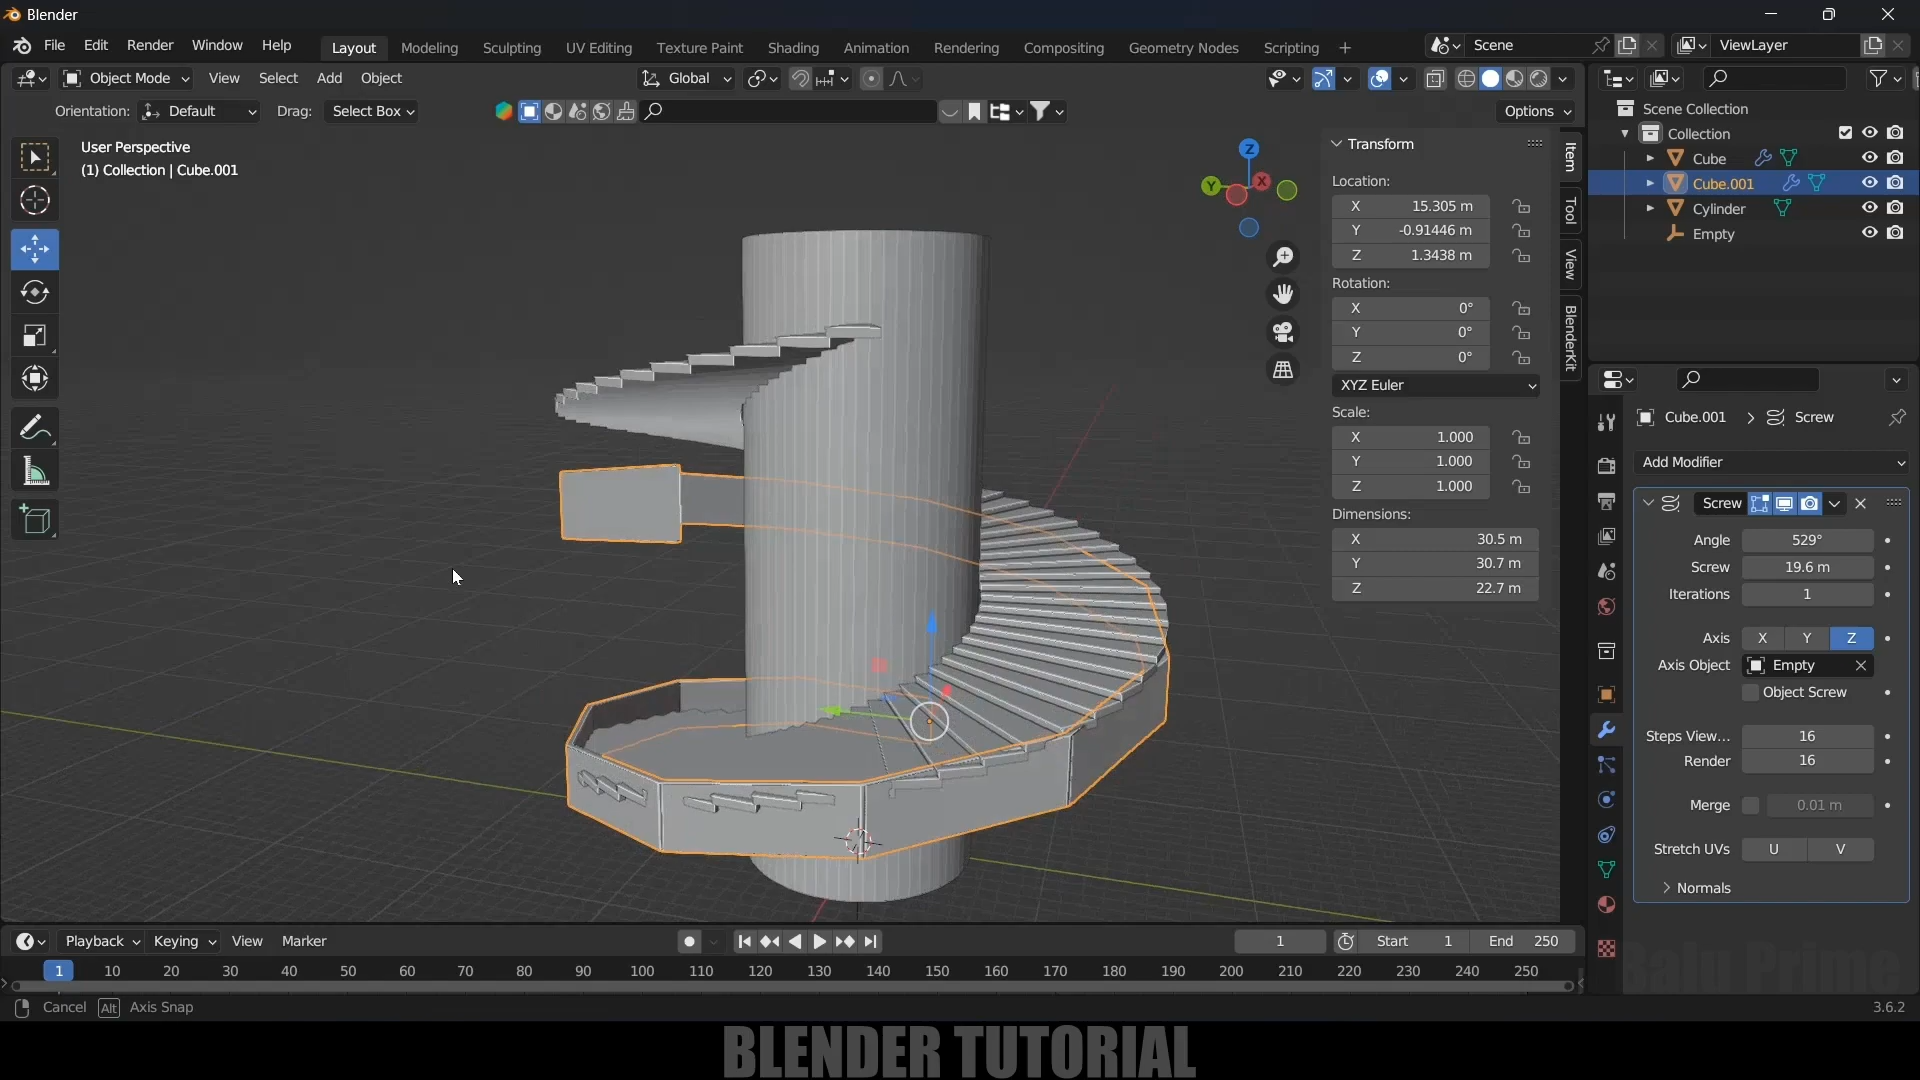 Blender
File Edit Render Window Help Layout Modeling Sculpting UV Editing Texture Paint Shading Animation Rendering Compositing Geometry Nodes Scripting + Scene ViewLayer
Object Mode View Select Add Object Global
Orientation: Default Drag: Select Box Options
User Perspective
(1) Collection | Cube.001
Z
Y
X
Transform
Location:
X 15.305 m
Y -0.91446 m
Z 1.3438 m
Rotation:
X 0°
Y 0°
Z 0°
XYZ Euler
Scale:
X 1.000
Y 1.000
Z 1.000
Dimensions:
X 30.5 m
Y 30.7 m
Z 22.7 m
Item
Tool
View
BlenderKit
Scene Collection
Collection
Cube
Cube.001
Cylinder
Empty
Cube.001 > Screw
Add Modifier
Screw
Angle 529°
Screw 19.6 m
Iterations 1
Axis X Y Z
Axis Object Empty
Object Screw
Steps View... 16
Render 16
Merge 0.01 m
Stretch UVs U V
Normals
Playback Keying View Marker 1 Start 1 End 250
1 10 20 30 40 50 60 70 80 90 100 110 120 130 140 150 160 170 180 190 200 210 220 230 240 250
Balu Prime
Cancel Alt Axis Snap 3.6.2
BLENDER TUTORIAL